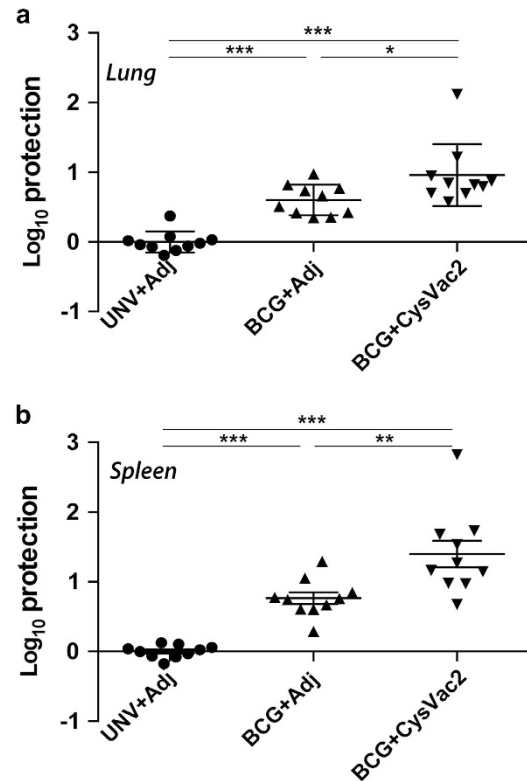 a
***
***
*
Lung
3
2
1
0
-1
Log10 protection
UNV+Adj
BCG+Adj
BCG+CysVac2
b
***
***
**
Spleen
3
2
1
0
-1
Log10 protection
UNV+Adj
BCG+Adj
BCG+CysVac2